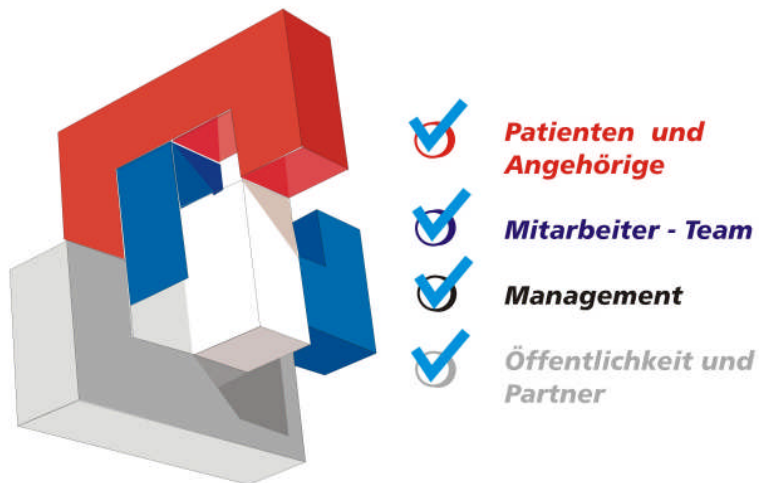 Patienten und
Angehörige
Mitarbeiter - Team
Management
Öffentlichkeit und
Partner